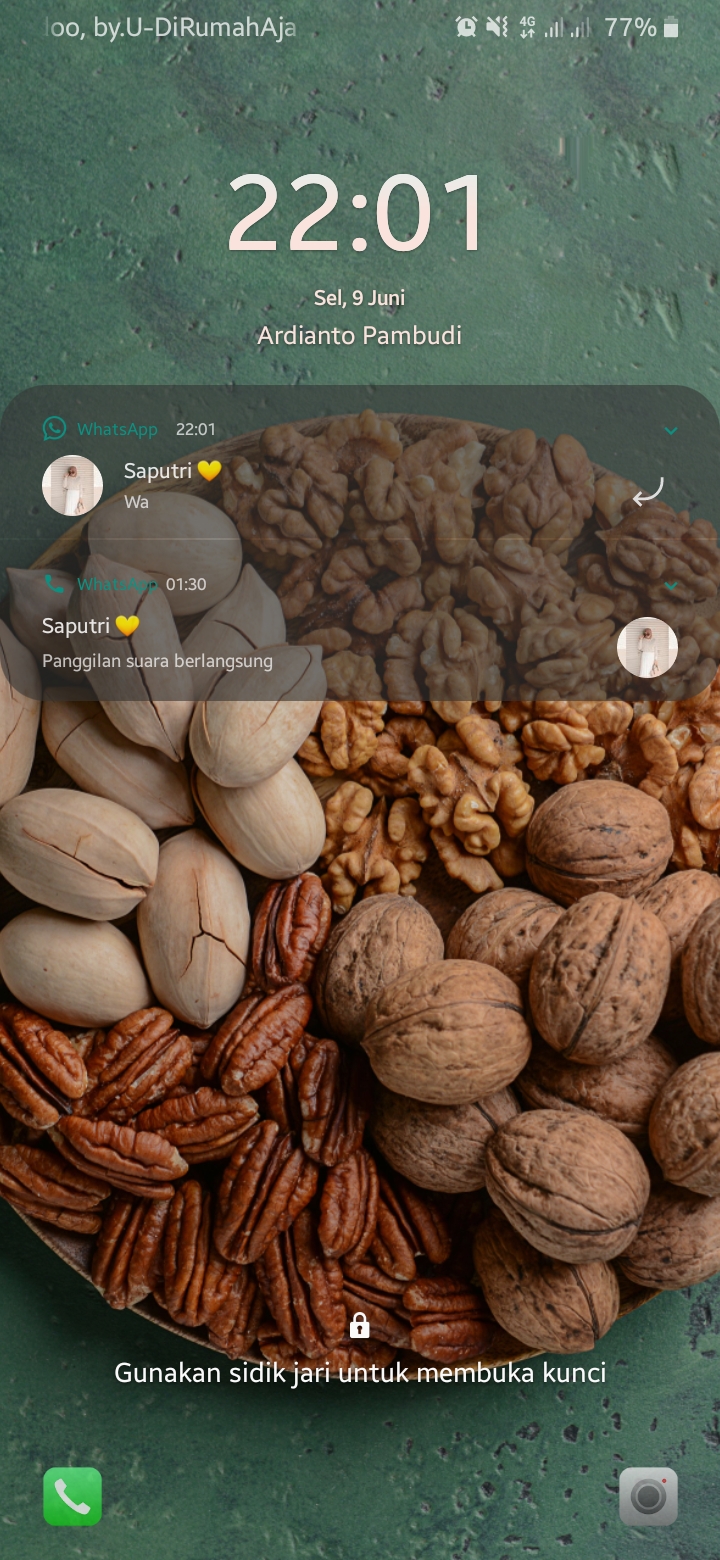 loo, by.U-DiRumahAja 4G 77%
22:01
Sel, 9 Juni
Ardianto Pambudi
WhatsApp 22:01
Saputri 💛
Wa
WhatsApp 01:30
Saputri 💛
Panggilan suara berlangsung
Gunakan sidik jari untuk membuka kunci